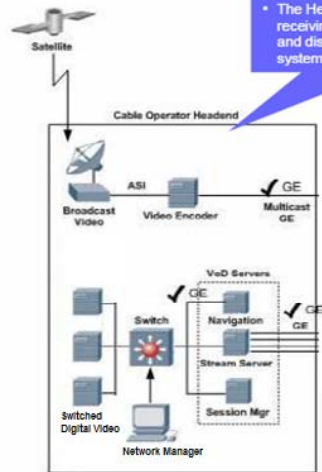 • The He
receivin
and dis
system
Satellite
Cable Operator Headend
ASI
GE
Broadcast
Video
Video Encoder
Multicast
GE
VoD Servers
GE
Switch
Navigation
GE
GE
Stream Server
Switched
Digital Video
Session Mgr
Network Manager